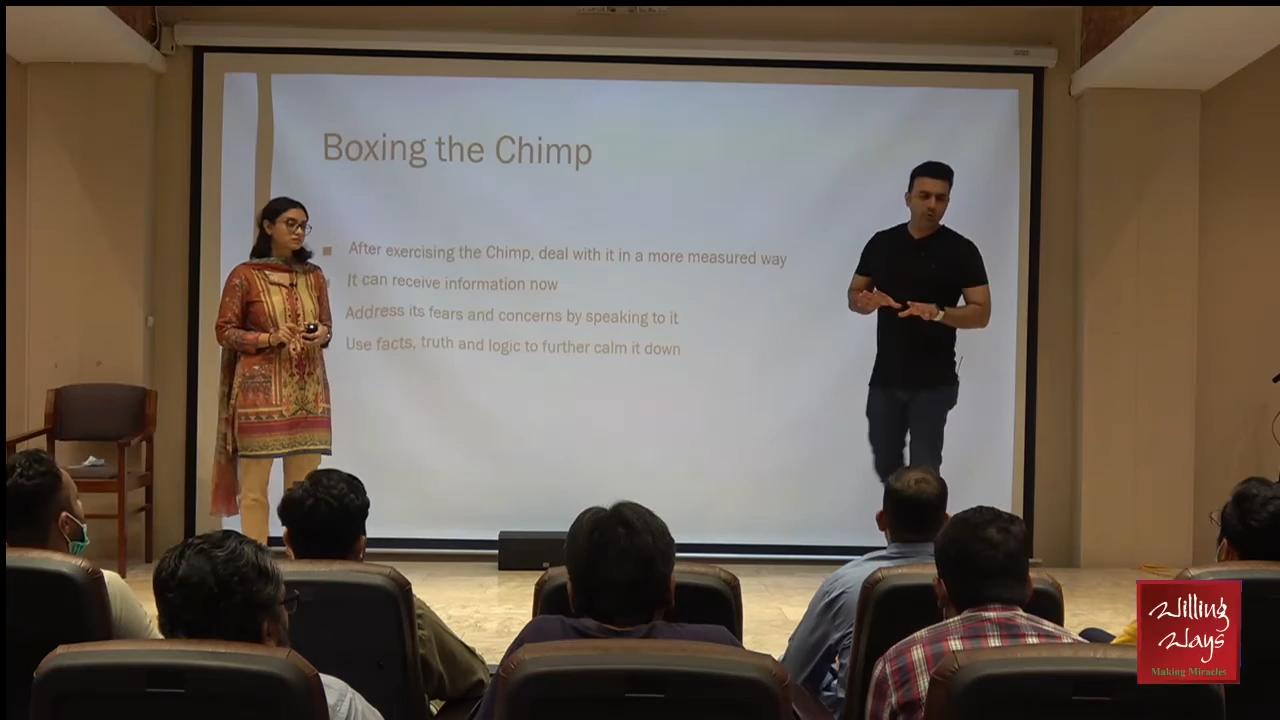 Boxing the Chimp
After exercising the Chimp, deal with it in a more measured way
It can receive information now
Address its fears and concerns by speaking to it
Use facts, truth and logic to further calm it down
Willing
Ways
Making Miracles